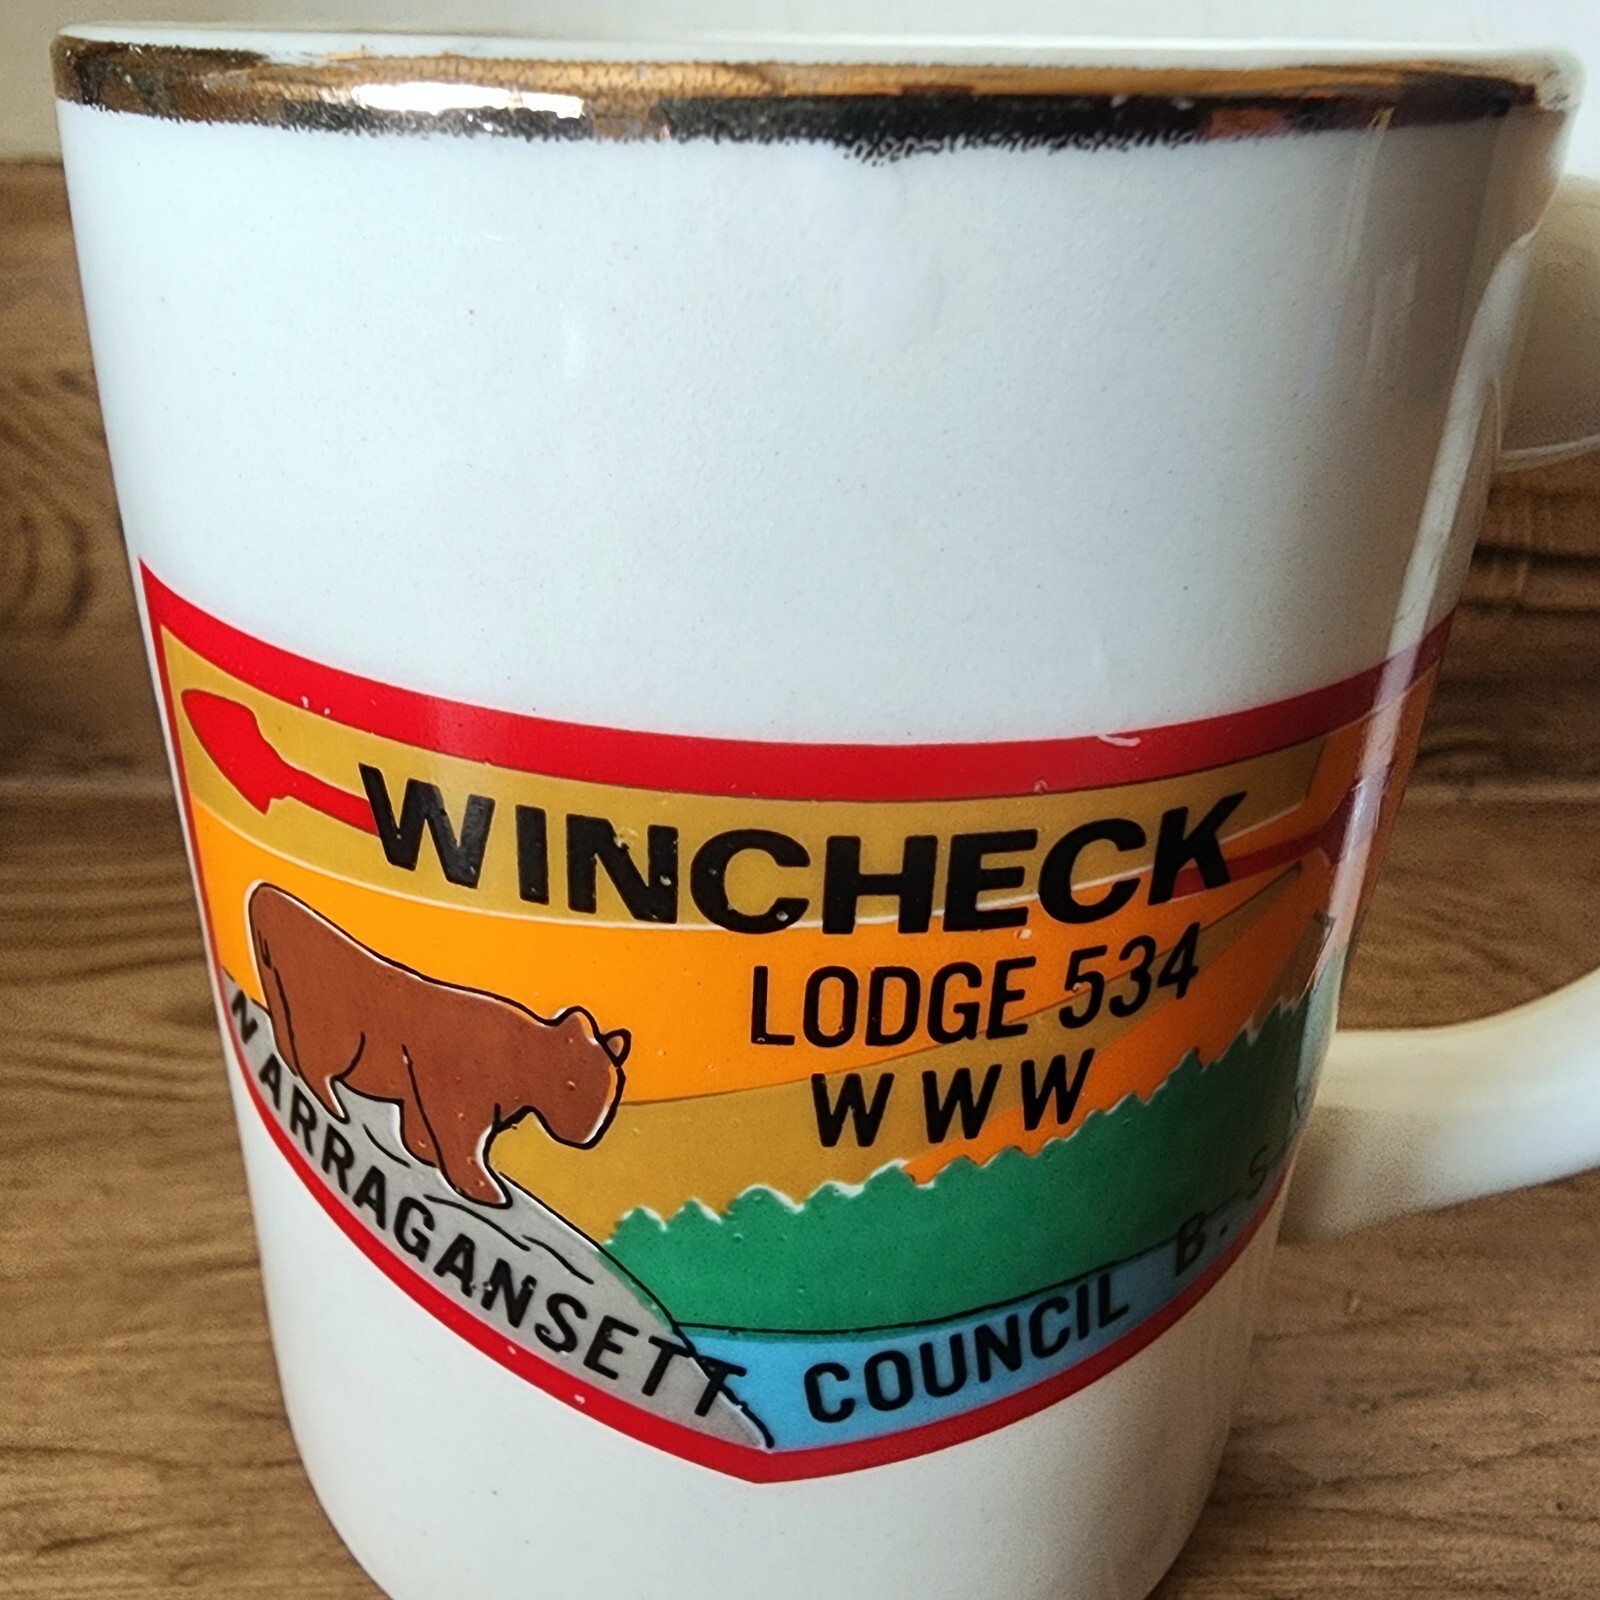 WINCHECK
LODGE 534
WWW
NARRAGANSETT COUNCIL B. S.